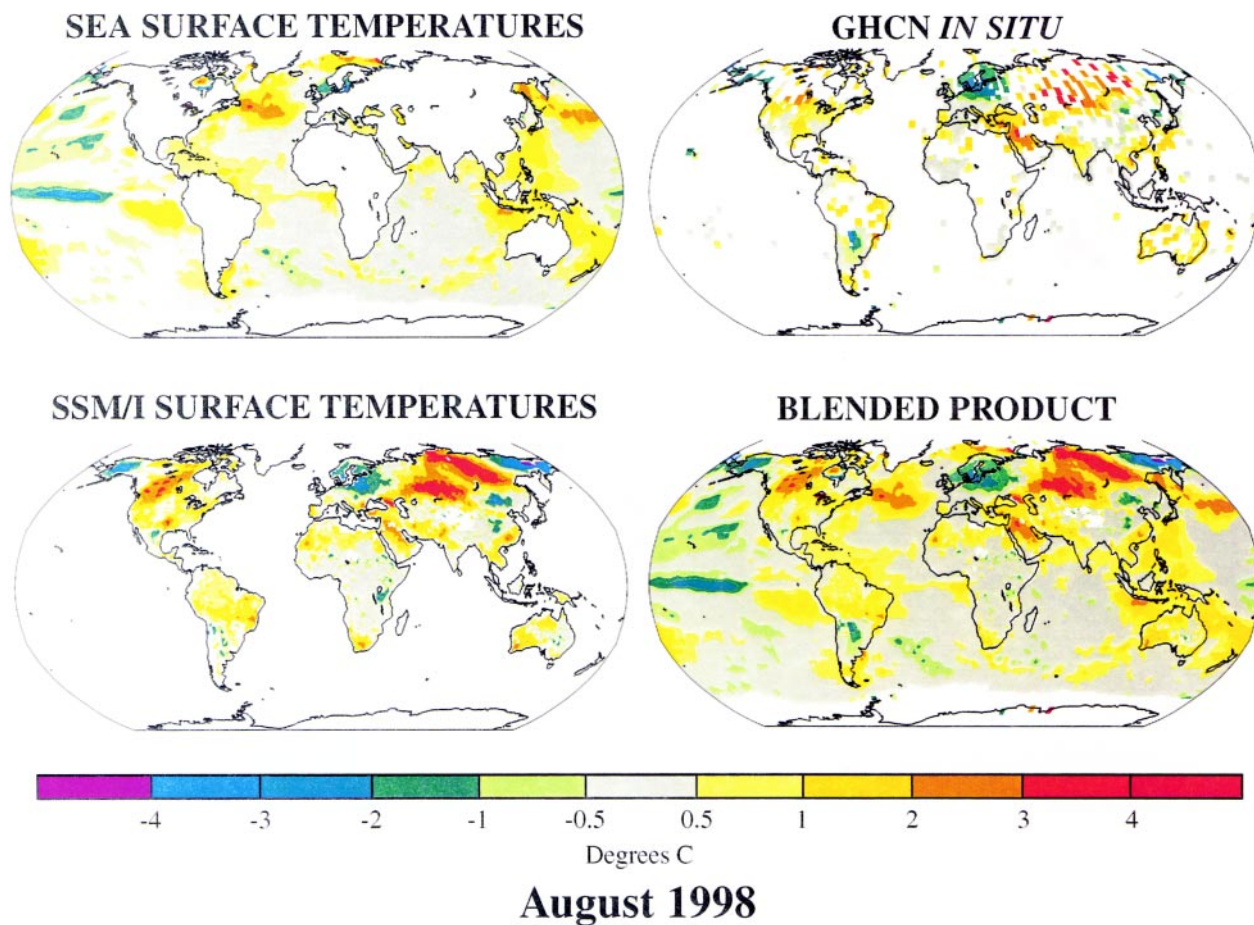 SEA SURFACE TEMPERATURES
GHCN IN SITU
SSM/I SURFACE TEMPERATURES
BLENDED PRODUCT
-4 -3 -2 -1 -0.5 0.5 1 2 3 4
Degrees C
August 1998